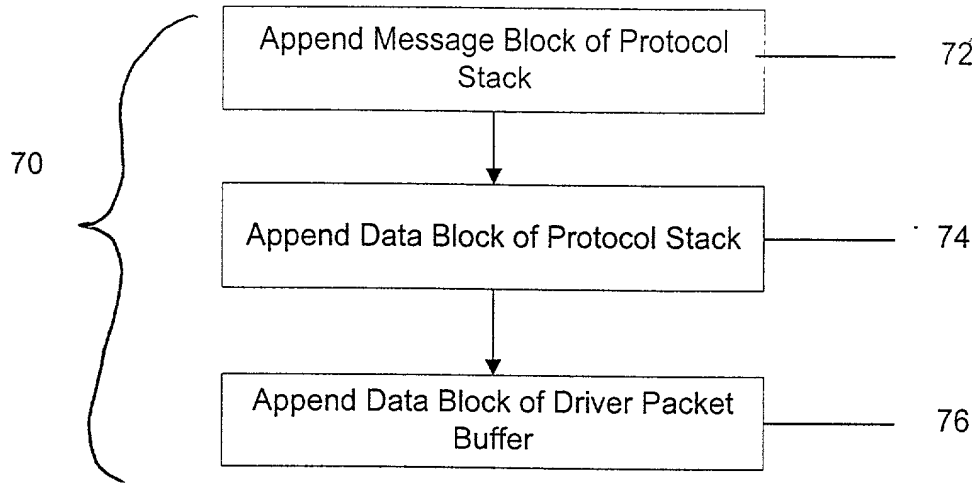 Append Message Block of Protocol
Stack
72
70
Append Data Block of Protocol Stack
74
Append Data Block of Driver Packet
Buffer
76